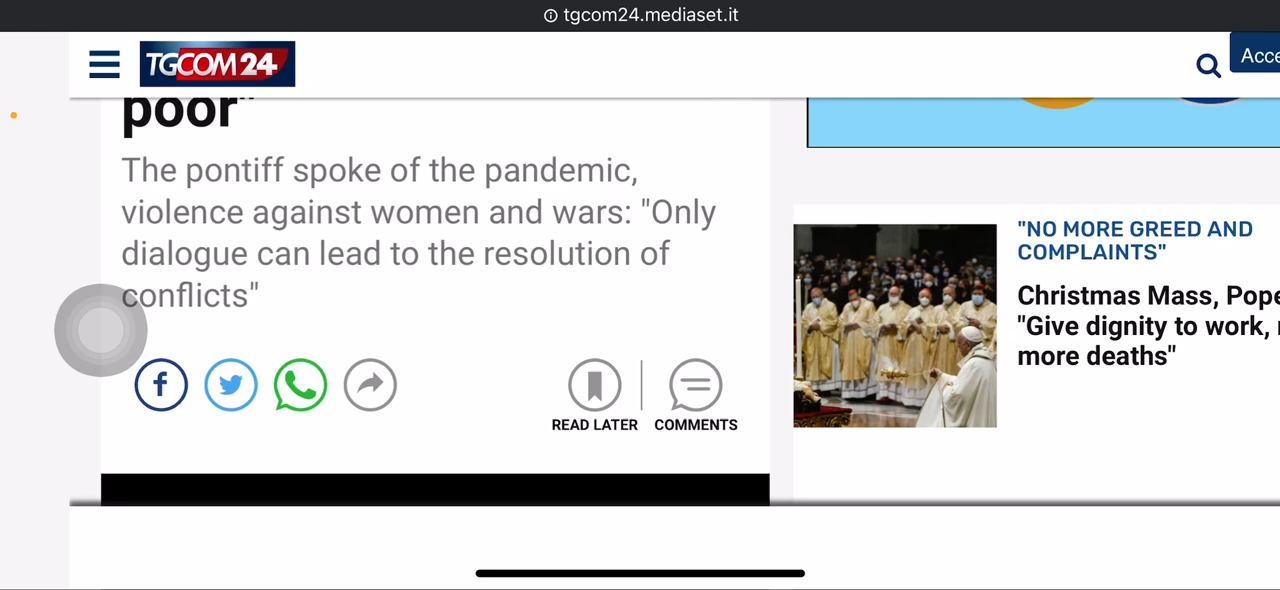 tgcom24.mediaset.it
TGCOM24
Acce
poor"
The pontiff spoke of the pandemic,
violence against women and wars: "Only
dialogue can lead to the resolution of
conflicts"
READ LATER
COMMENTS
"NO MORE GREED AND
COMPLAINTS"
Christmas Mass, Pope
"Give dignity to work,
more deaths"